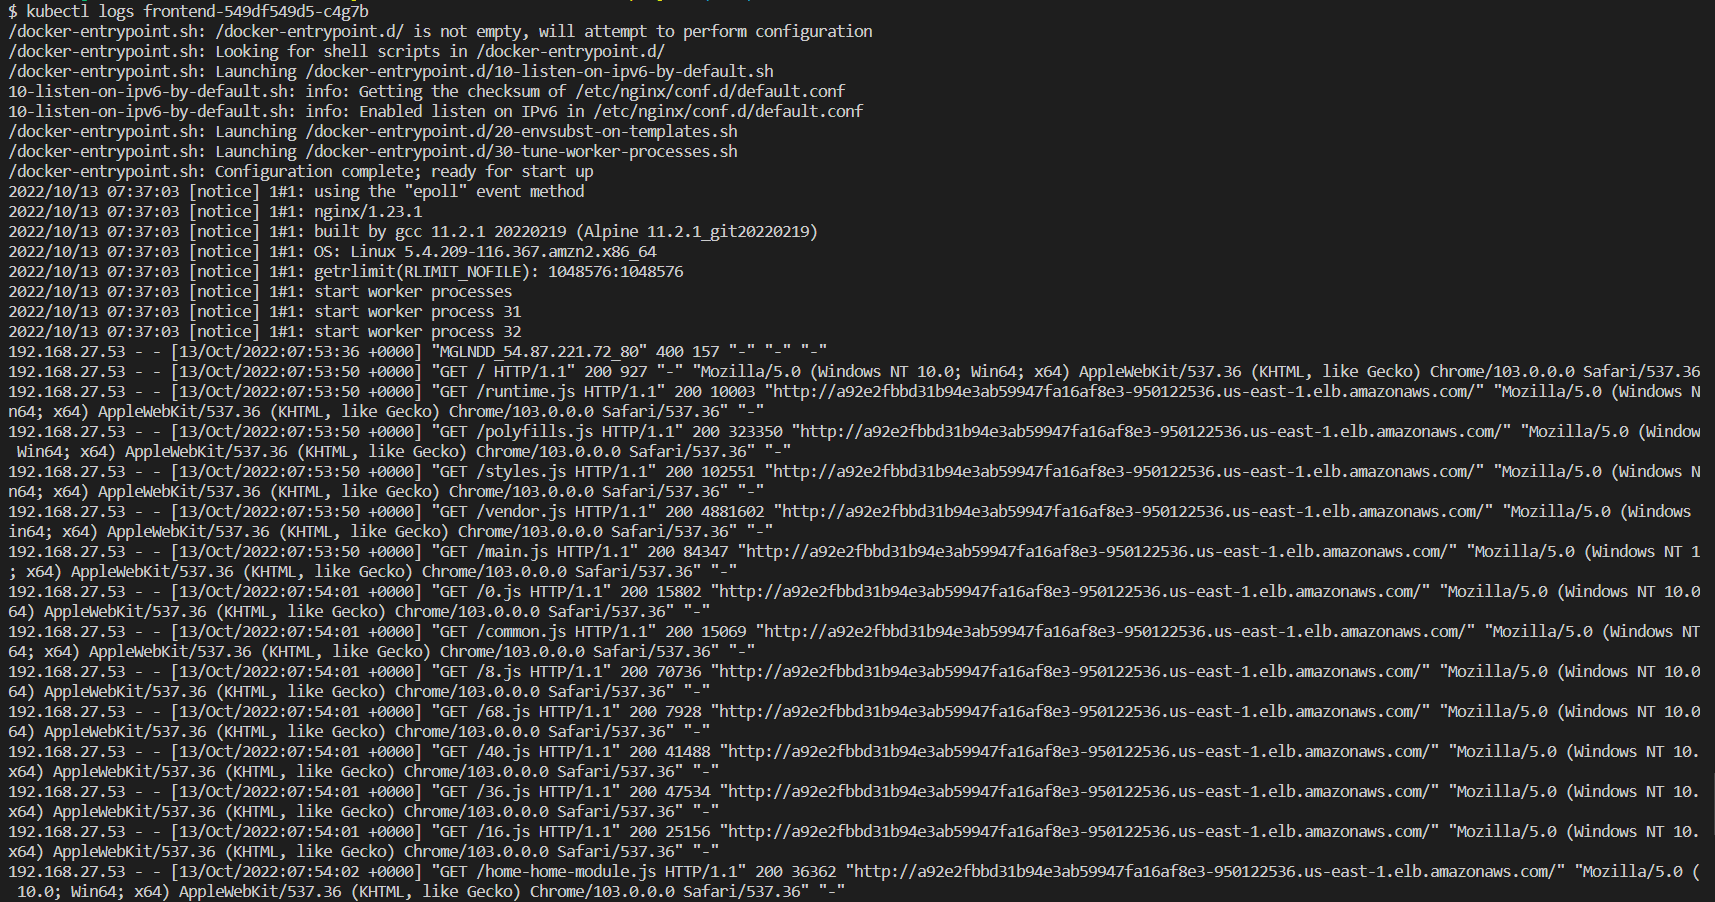 $ kubectl logs frontend-549df549d5-c4g7b
/docker-entrypoint.sh: /docker-entrypoint.d/ is not empty, will attempt to perform configuration
/docker-entrypoint.sh: Looking for shell scripts in /docker-entrypoint.d/
/docker-entrypoint.sh: Launching /docker-entrypoint.d/10-listen-on-ipv6-by-default.sh
10-listen-on-ipv6-by-default.sh: info: Getting the checksum of /etc/nginx/conf.d/default.conf
10-listen-on-ipv6-by-default.sh: info: Enabled listen on IPv6 in /etc/nginx/conf.d/default.conf
/docker-entrypoint.sh: Launching /docker-entrypoint.d/20-envsubst-on-templates.sh
/docker-entrypoint.sh: Launching /docker-entrypoint.d/30-tune-worker-processes.sh
/docker-entrypoint.sh: Configuration complete; ready for start up
2022/10/13 07:37:03 [notice] 1#1: using the "epoll" event method
2022/10/13 07:37:03 [notice] 1#1: nginx/1.23.1
2022/10/13 07:37:03 [notice] 1#1: built by gcc 11.2.1 20220219 (Alpine 11.2.1_git20220219)
2022/10/13 07:37:03 [notice] 1#1: OS: Linux 5.4.209-116.367.amzn2.x86_64
2022/10/13 07:37:03 [notice] 1#1: getrlimit(RLIMIT_NOFILE): 1048576:1048576
2022/10/13 07:37:03 [notice] 1#1: start worker processes
2022/10/13 07:37:03 [notice] 1#1: start worker process 31
2022/10/13 07:37:03 [notice] 1#1: start worker process 32
192.168.27.53 - - [13/Oct/2022:07:53:36 +0000] "MGLNDD_54.87.221.72_80" 400 157 "-" "-" "-"
192.168.27.53 - - [13/Oct/2022:07:53:50 +0000] "GET / HTTP/1.1" 200 927 "-" "Mozilla/5.0 (Windows NT 10.0; Win64; x64) AppleWebKit/537.36 (KHTML, like Gecko) Chrome/103.0.0.0 Safari/537.36
192.168.27.53 - - [13/Oct/2022:07:53:50 +0000] "GET /runtime.js HTTP/1.1" 200 10003 "http://a92e2fbbd31b94e3ab59947fa16af8e3-950122536.us-east-1.elb.amazonaws.com/" "Mozilla/5.0 (Windows N
n64; x64) AppleWebKit/537.36 (KHTML, like Gecko) Chrome/103.0.0.0 Safari/537.36" "-"
192.168.27.53 - - [13/Oct/2022:07:53:50 +0000] "GET /polyfills.js HTTP/1.1" 200 323350 "http://a92e2fbbd31b94e3ab59947fa16af8e3-950122536.us-east-1.elb.amazonaws.com/" "Mozilla/5.0 (Window
Win64; x64) AppleWebKit/537.36 (KHTML, like Gecko) Chrome/103.0.0.0 Safari/537.36" "-"
192.168.27.53 - - [13/Oct/2022:07:53:50 +0000] "GET /styles.js HTTP/1.1" 200 102551 "http://a92e2fbbd31b94e3ab59947fa16af8e3-950122536.us-east-1.elb.amazonaws.com/" "Mozilla/5.0 (Windows N
n64; x64) AppleWebKit/537.36 (KHTML, like Gecko) Chrome/103.0.0.0 Safari/537.36" "-"
192.168.27.53 - - [13/Oct/2022:07:53:50 +0000] "GET /vendor.js HTTP/1.1" 200 4881602 "http://a92e2fbbd31b94e3ab59947fa16af8e3-950122536.us-east-1.elb.amazonaws.com/" "Mozilla/5.0 (Windows
in64; x64) AppleWebKit/537.36 (KHTML, like Gecko) Chrome/103.0.0.0 Safari/537.36" "-"
192.168.27.53 - - [13/Oct/2022:07:53:50 +0000] "GET /main.js HTTP/1.1" 200 84347 "http://a92e2fbbd31b94e3ab59947fa16af8e3-950122536.us-east-1.elb.amazonaws.com/" "Mozilla/5.0 (Windows NT 1
; x64) AppleWebKit/537.36 (KHTML, like Gecko) Chrome/103.0.0.0 Safari/537.36" "-"
192.168.27.53 - - [13/Oct/2022:07:54:01 +0000] "GET /0.js HTTP/1.1" 200 15802 "http://a92e2fbbd31b94e3ab59947fa16af8e3-950122536.us-east-1.elb.amazonaws.com/" "Mozilla/5.0 (Windows NT 10.0
64) AppleWebKit/537.36 (KHTML, like Gecko) Chrome/103.0.0.0 Safari/537.36" "-"
192.168.27.53 - - [13/Oct/2022:07:54:01 +0000] "GET /common.js HTTP/1.1" 200 15069 "http://a92e2fbbd31b94e3ab59947fa16af8e3-950122536.us-east-1.elb.amazonaws.com/" "Mozilla/5.0 (Windows NT
64; x64) AppleWebKit/537.36 (KHTML, like Gecko) Chrome/103.0.0.0 Safari/537.36" "-"
192.168.27.53 - - [13/Oct/2022:07:54:01 +0000] "GET /8.js HTTP/1.1" 200 70736 "http://a92e2fbbd31b94e3ab59947fa16af8e3-950122536.us-east-1.elb.amazonaws.com/" "Mozilla/5.0 (Windows NT 10.0
64) AppleWebKit/537.36 (KHTML, like Gecko) Chrome/103.0.0.0 Safari/537.36" "-"
192.168.27.53 - - [13/Oct/2022:07:54:01 +0000] "GET /68.js HTTP/1.1" 200 7928 "http://a92e2fbbd31b94e3ab59947fa16af8e3-950122536.us-east-1.elb.amazonaws.com/" "Mozilla/5.0 (Windows NT 10.0
64) AppleWebKit/537.36 (KHTML, like Gecko) Chrome/103.0.0.0 Safari/537.36" "-"
192.168.27.53 - - [13/Oct/2022:07:54:01 +0000] "GET /40.js HTTP/1.1" 200 41488 "http://a92e2fbbd31b94e3ab59947fa16af8e3-950122536.us-east-1.elb.amazonaws.com/" "Mozilla/5.0 (Windows NT 10.
x64) AppleWebKit/537.36 (KHTML, like Gecko) Chrome/103.0.0.0 Safari/537.36" "-"
192.168.27.53 - - [13/Oct/2022:07:54:01 +0000] "GET /36.js HTTP/1.1" 200 47534 "http://a92e2fbbd31b94e3ab59947fa16af8e3-950122536.us-east-1.elb.amazonaws.com/" "Mozilla/5.0 (Windows NT 10.
x64) AppleWebKit/537.36 (KHTML, like Gecko) Chrome/103.0.0.0 Safari/537.36" "-"
192.168.27.53 - - [13/Oct/2022:07:54:01 +0000] "GET /16.js HTTP/1.1" 200 25156 "http://a92e2fbbd31b94e3ab59947fa16af8e3-950122536.us-east-1.elb.amazonaws.com/" "Mozilla/5.0 (Windows NT 10.
x64) AppleWebKit/537.36 (KHTML, like Gecko) Chrome/103.0.0.0 Safari/537.36" "-"
192.168.27.53 - - [13/Oct/2022:07:54:02 +0000] "GET /home-home-module.js HTTP/1.1" 200 36362 "http://a92e2fbbd31b94e3ab59947fa16af8e3-950122536.us-east-1.elb.amazonaws.com/" "Mozilla/5.0 (
10.0; Win64; x64) AppleWebKit/537.36 (KHTML, like Gecko) Chrome/103.0.0.0 Safari/537.36" "-"